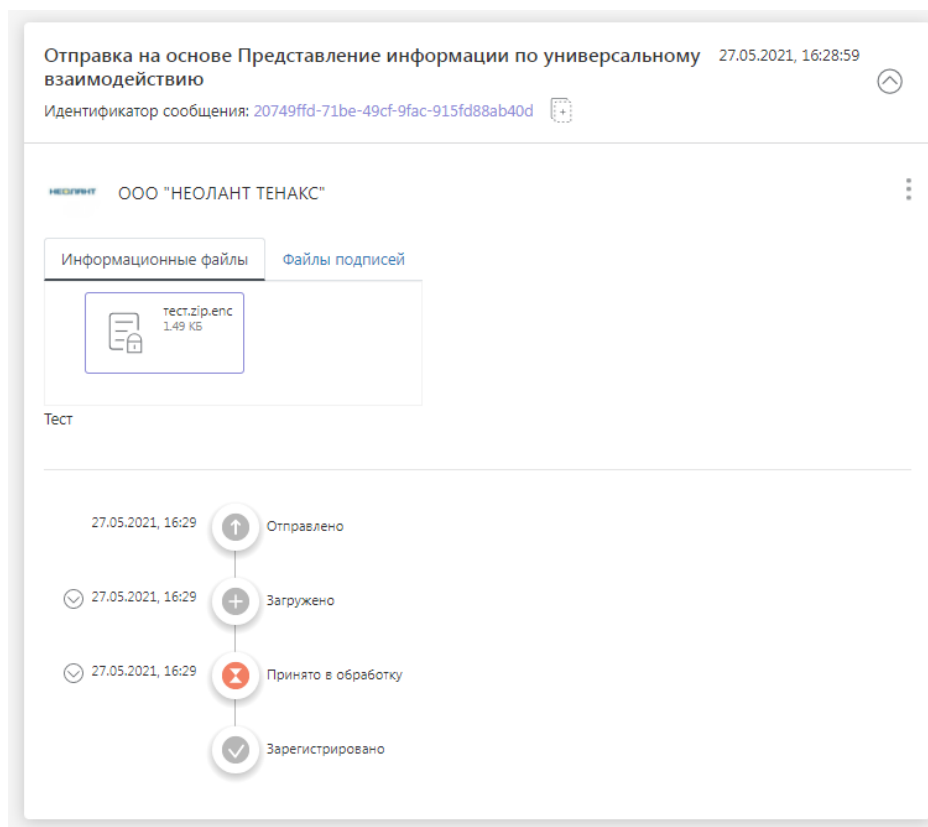 Отправка на основе Представление информации по универсальному 27.05.2021, 16:28:59
взаимодействию
Идентификатор сообщения: 20749ffd-71be-49cf-9fac-915fd88ab40d
НЕОЛАНТ ООО "НЕОЛАНТ ТЕНАКС"
Информационные файлы Файлы подписей
тест.zip.enc
1.49 КБ
Тест
27.05.2021, 16:29 Отправлено
27.05.2021, 16:29 Загружено
27.05.2021, 16:29 Принято в обработку
Зарегистрировано